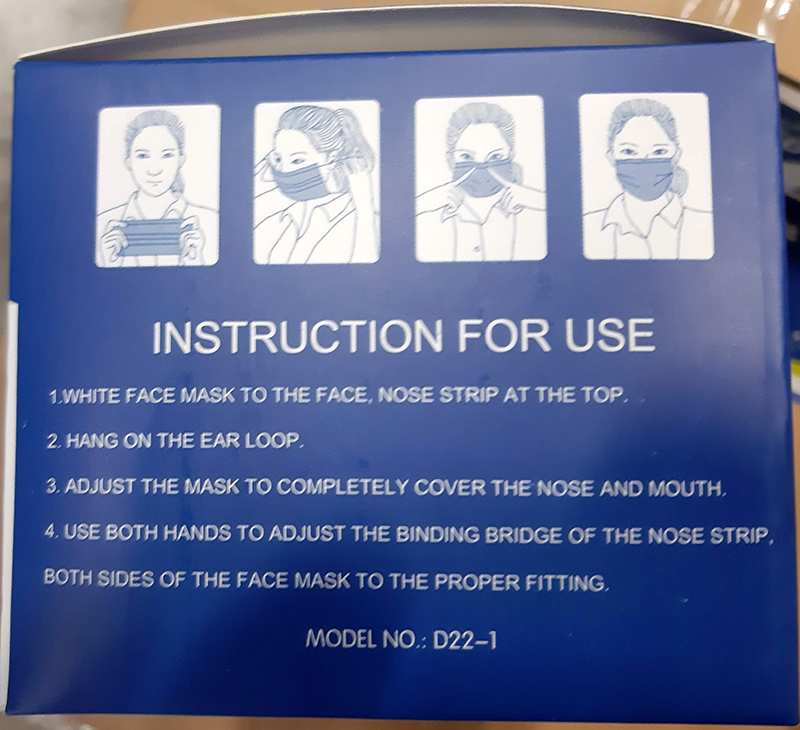 INSTRUCTION FOR USE
1.WHITE FACE MASK TO THE FACE, NOSE STRIP AT THE TOP.
2. HANG ON THE EAR LOOP.
3. ADJUST THE MASK TO COMPLETELY COVER THE NOSE AND MOUTH.
4. USE BOTH HANDS TO ADJUST THE BINDING BRIDGE OF THE NOSE STRIP,
BOTH SIDES OF THE FACE MASK TO THE PROPER FITTING.
MODEL NO.: D22-1